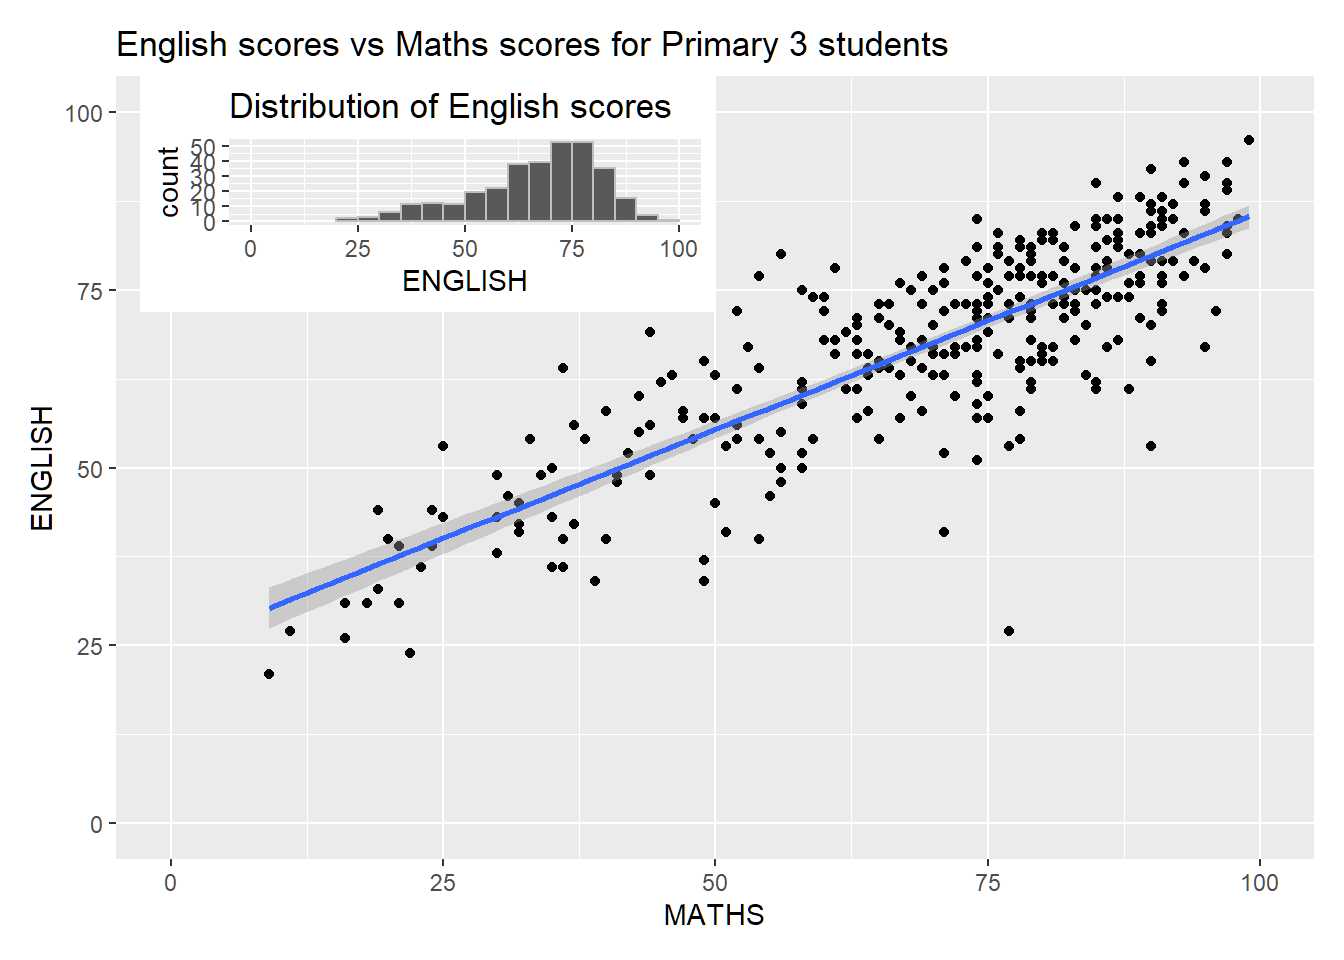 English scores vs Maths scores for Primary 3 students
Distribution of English scores
count
50
40
30
20
10
0
0 25 50 75 100
ENGLISH
ENGLISH
100
75
50
25
0
0 25 50 75 100
MATHS